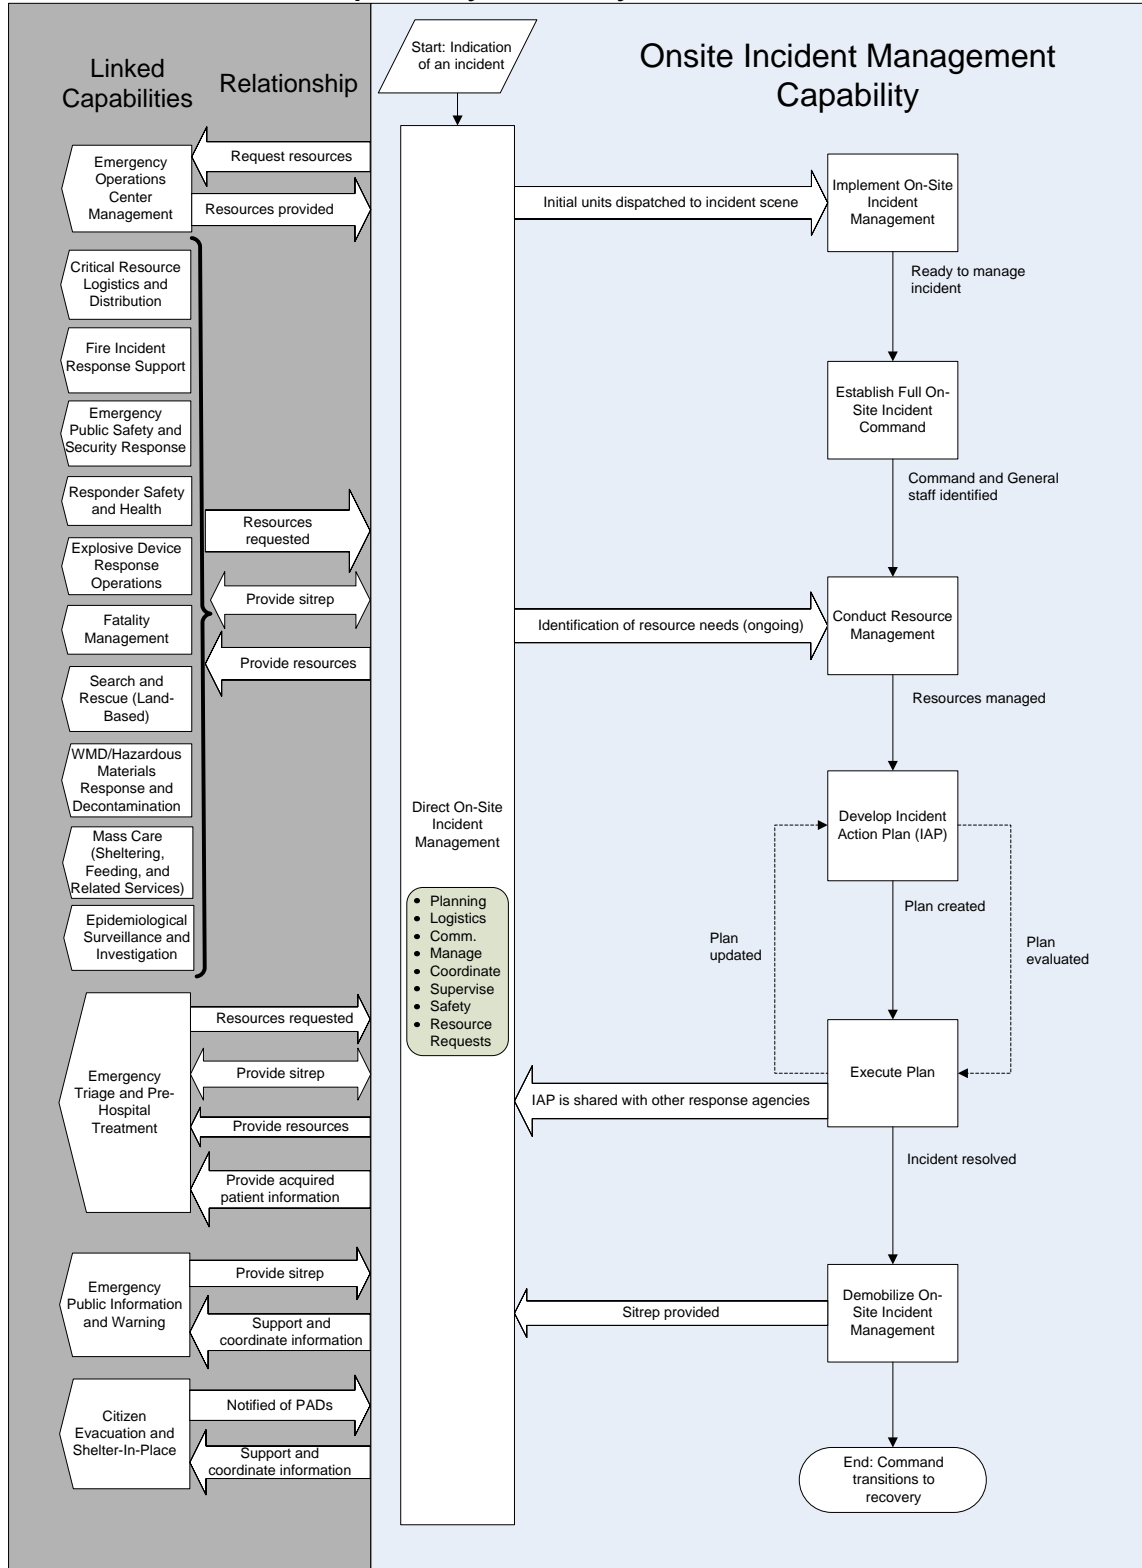 Linked
Capabilities
Relationship
Start: Indication
of an incident
Onsite Incident Management
Capability
Emergency
Operations
Center
Management
Request resources
Resources provided
Critical Resource
Logistics and
Distribution
Fire Incident
Response Support
Emergency
Public Safety and
Security Response
Responder Safety
and Health
Explosive Device
Response
Operations
Fatality
Management
Search and
Rescue (Land-
Based)
WMD/Hazardous
Materials
Response and
Decontamination
Mass Care
(Sheltering,
Feeding, and
Related Services)
Epidemiological
Surveillance and
Investigation
Resources
requested
Provide sitrep
Provide resources
Emergency
Triage and Pre-
Hospital
Treatment
Resources requested
Provide sitrep
Provide resources
Provide acquired
patient information
Emergency
Public Information
and Warning
Provide sitrep
Support and
coordinate information
Citizen
Evacuation and
Shelter-In-Place
Notified of PADs
Support and
coordinate information
Direct On-Site
Incident
Management
• Planning
• Logistics
• Comm.
• Manage
• Coordinate
• Supervise
• Safety
• Resource
Requests
Initial units dispatched to incident scene
Implement On-Site
Incident
Management
Ready to manage
incident
Establish Full On-
Site Incident
Command
Command and General
staff identified
Identification of resource needs (ongoing)
Conduct Resource
Management
Resources managed
Develop Incident
Action Plan (IAP)
Plan created
Plan
updated
Plan
evaluated
Execute Plan
IAP is shared with other response agencies
Incident resolved
Demobilize On-
Site Incident
Management
Sitrep provided
End: Command
transitions to
recovery